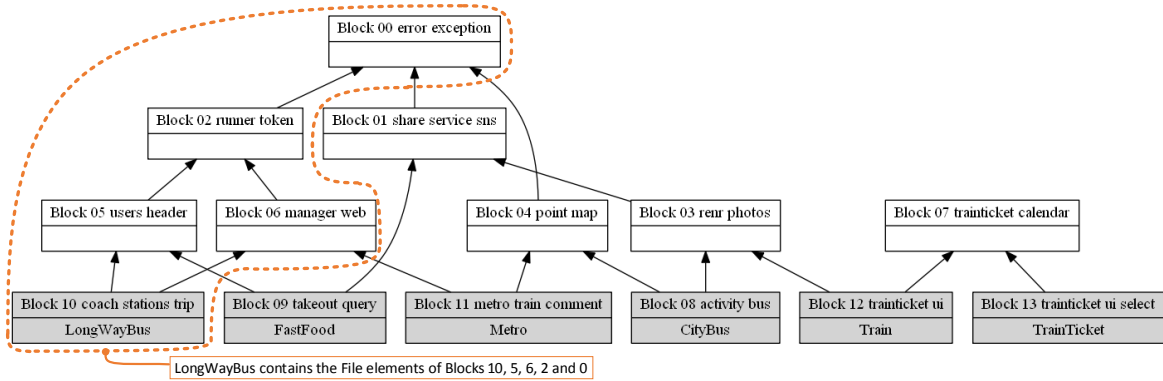 Block 00 error exception
Block 02 runner token
Block 01 share service sns
Block 05 users header
Block 06 manager web
Block 04 point map
Block 03 renr photos
Block 07 trainticket calendar
Block 10 coach stations trip
LongWayBus
Block 09 takeout query
FastFood
Block 11 metro train comment
Metro
Block 08 activity bus
CityBus
Block 12 trainticket ui
Train
Block 13 trainticket ui select
TrainTicket
LongWayBus contains the File elements of Blocks 10, 5, 6, 2 and 0